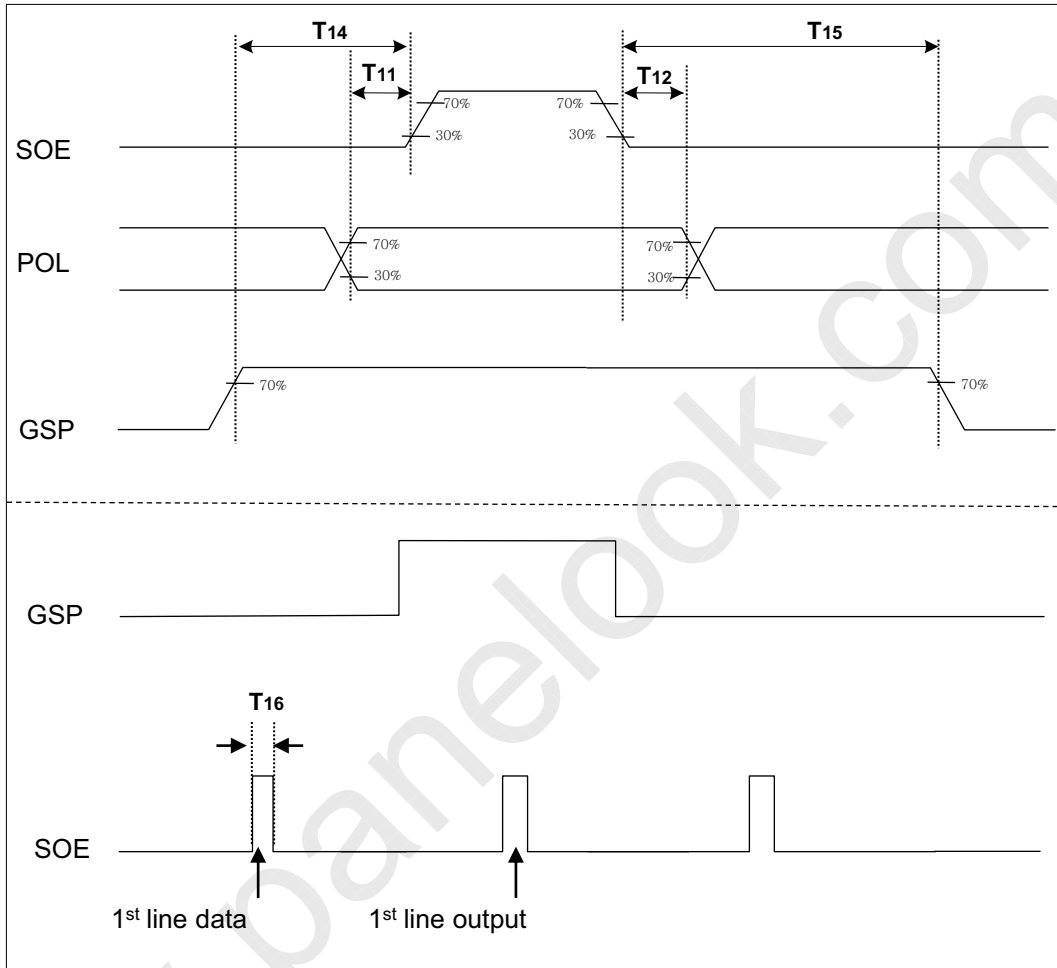 T14
T15
T11
T12
70%
70%
30%
30%
SOE
70%
70%
POL
30%
30%
70%
70%
GSP
GSP
T16
SOE
1st line data
1st line output
panelook.com